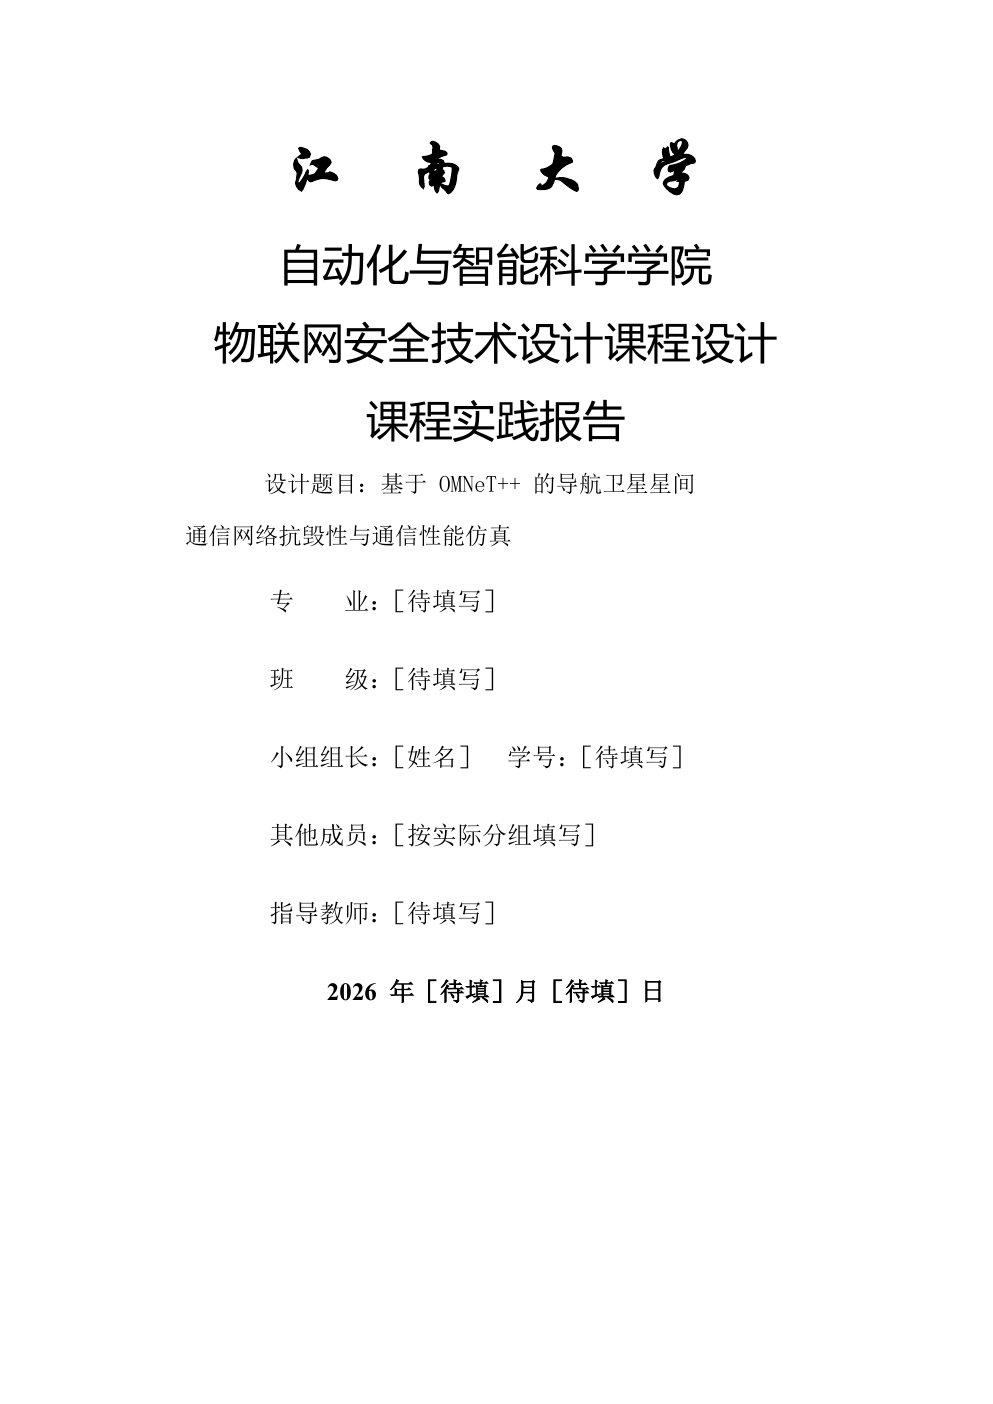 江 南 大 学
自动化与智能科学学院
物联网安全技术设计课程设计
课程实践报告
设计题目：基于 OMNeT++ 的导航卫星星间
通信网络抗毁性与通信性能仿真
专 业：［待填写］
班 级：［待填写］
小组组长：［姓名］ 学号：［待填写］
其他成员：［按实际分组填写］
指导教师：［待填写］
2026 年［待填］月［待填］日